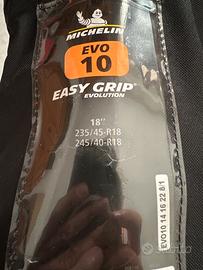 MICHELIN
EVO
10
EASY GRIP
EVOLUTION
18"
235/45-R18
245/40-R18
EVO10 14 16 22 8/1
subito